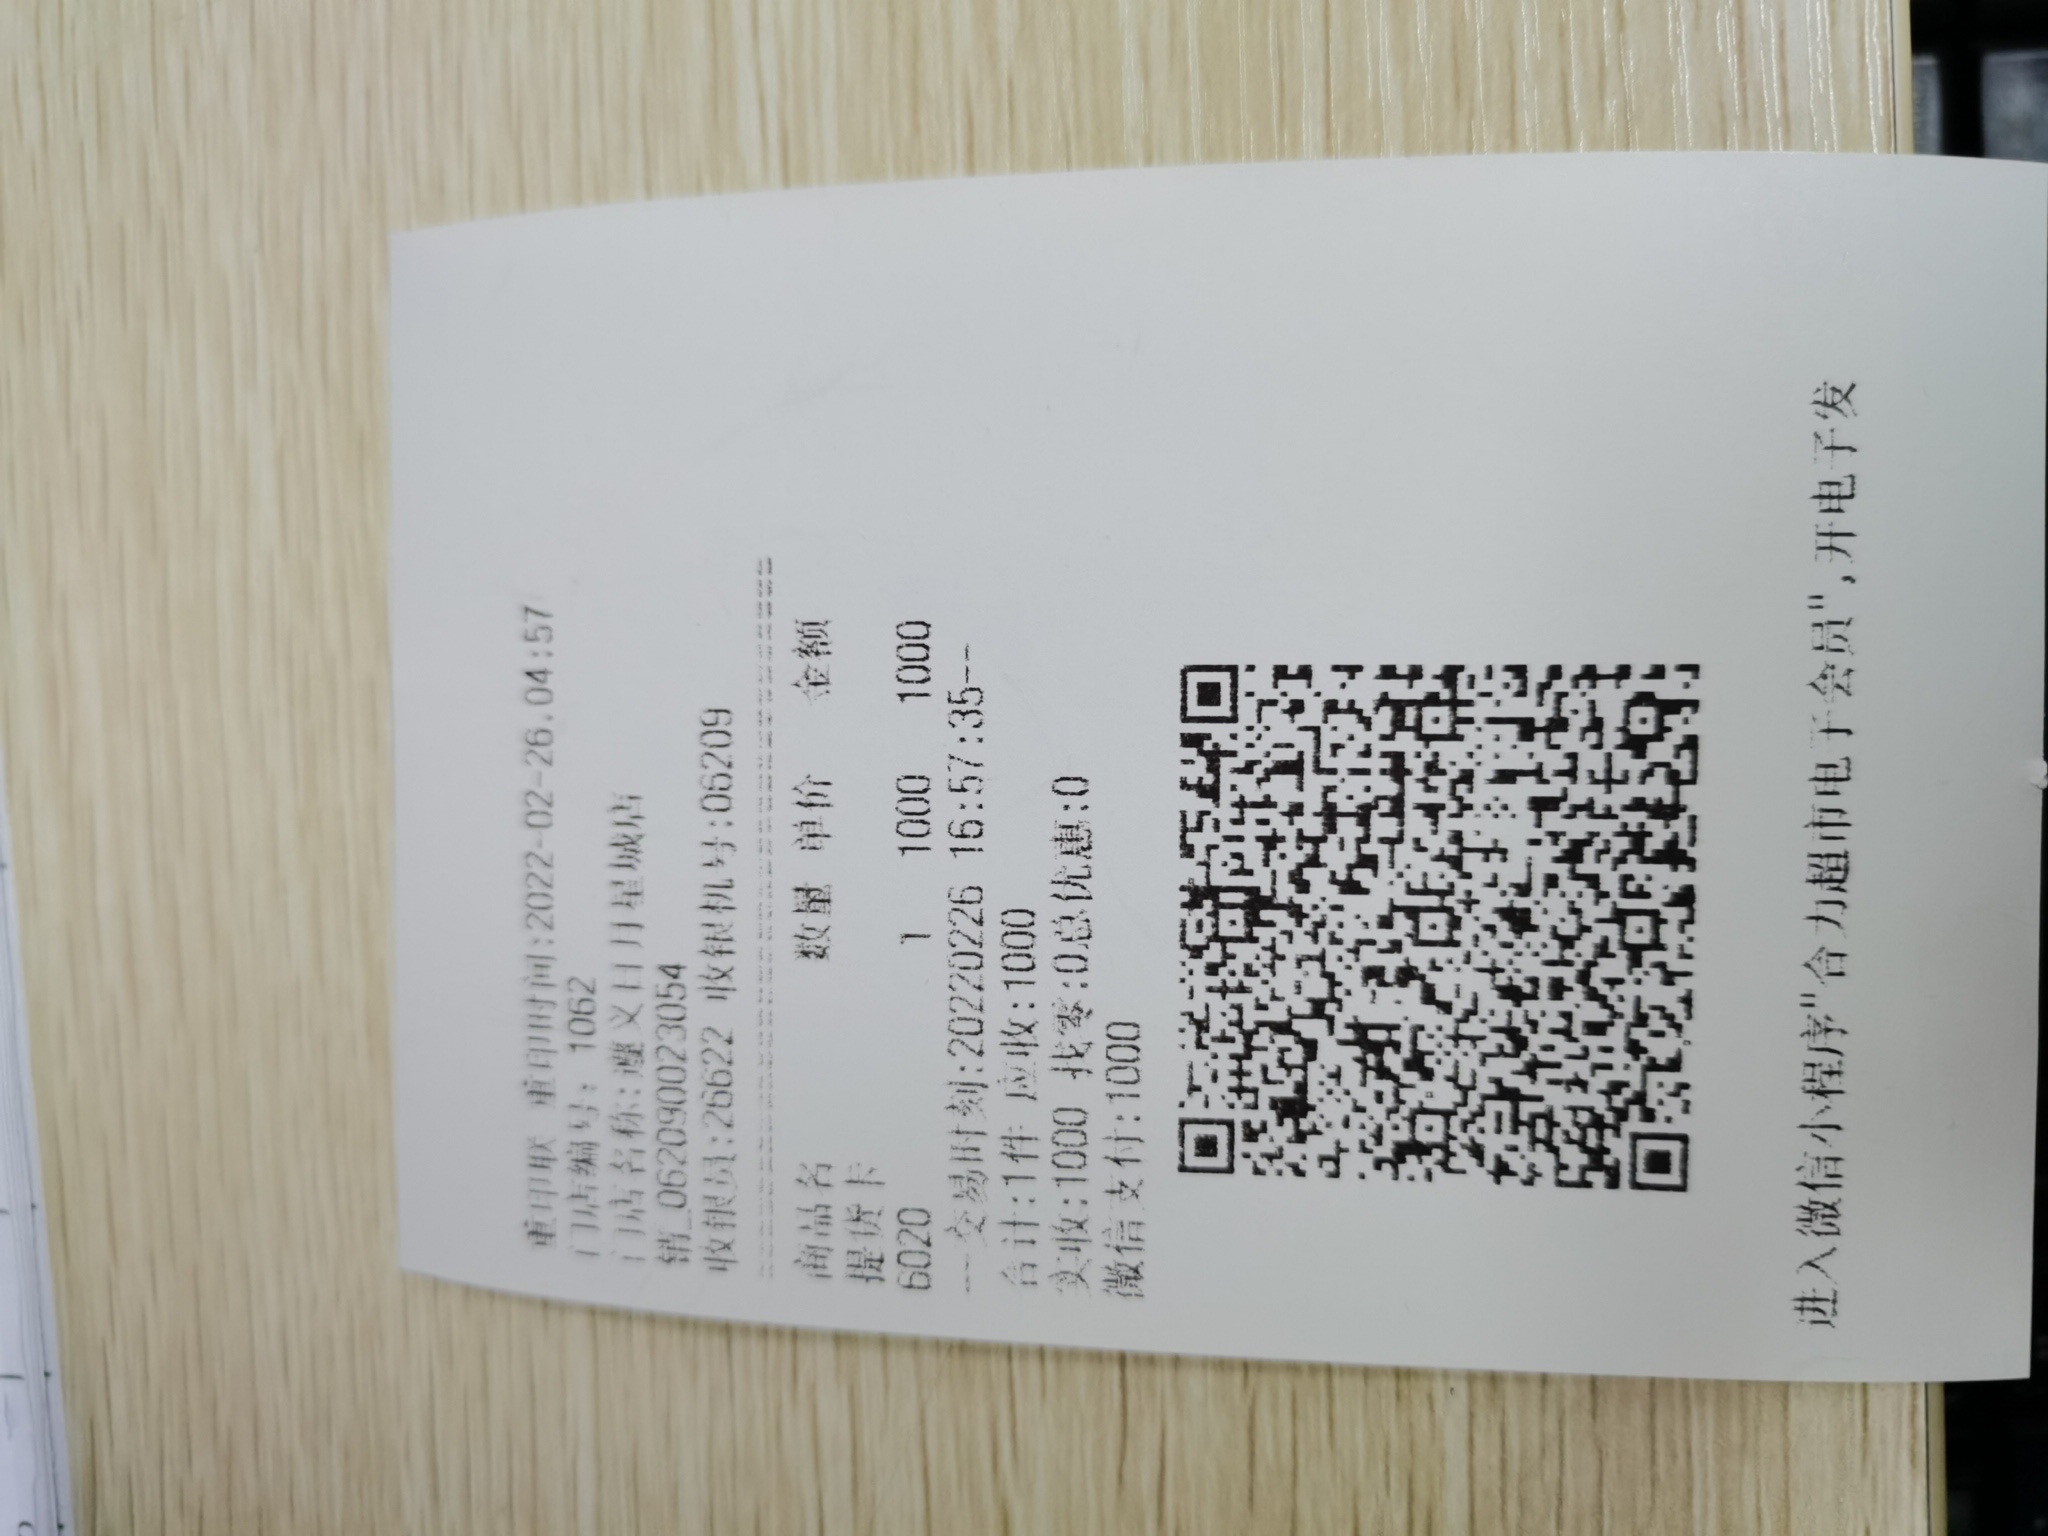 重印联 重印时间:2022-02-26.04:57
门店编号: 1062
门店名称:遵义日月星城店
销_0620900023054
收银员:26622 收银机号:06209
商品名 数量 单价 金额
提货卡
6020 1 1000 1000
---交易时刻:20220226 16:57:35--
合计:1件 应收:1000
实收:1000 找零:0总优惠:0
微信支付:1000
进入微信小程序"合力超市电子会员",开电子发